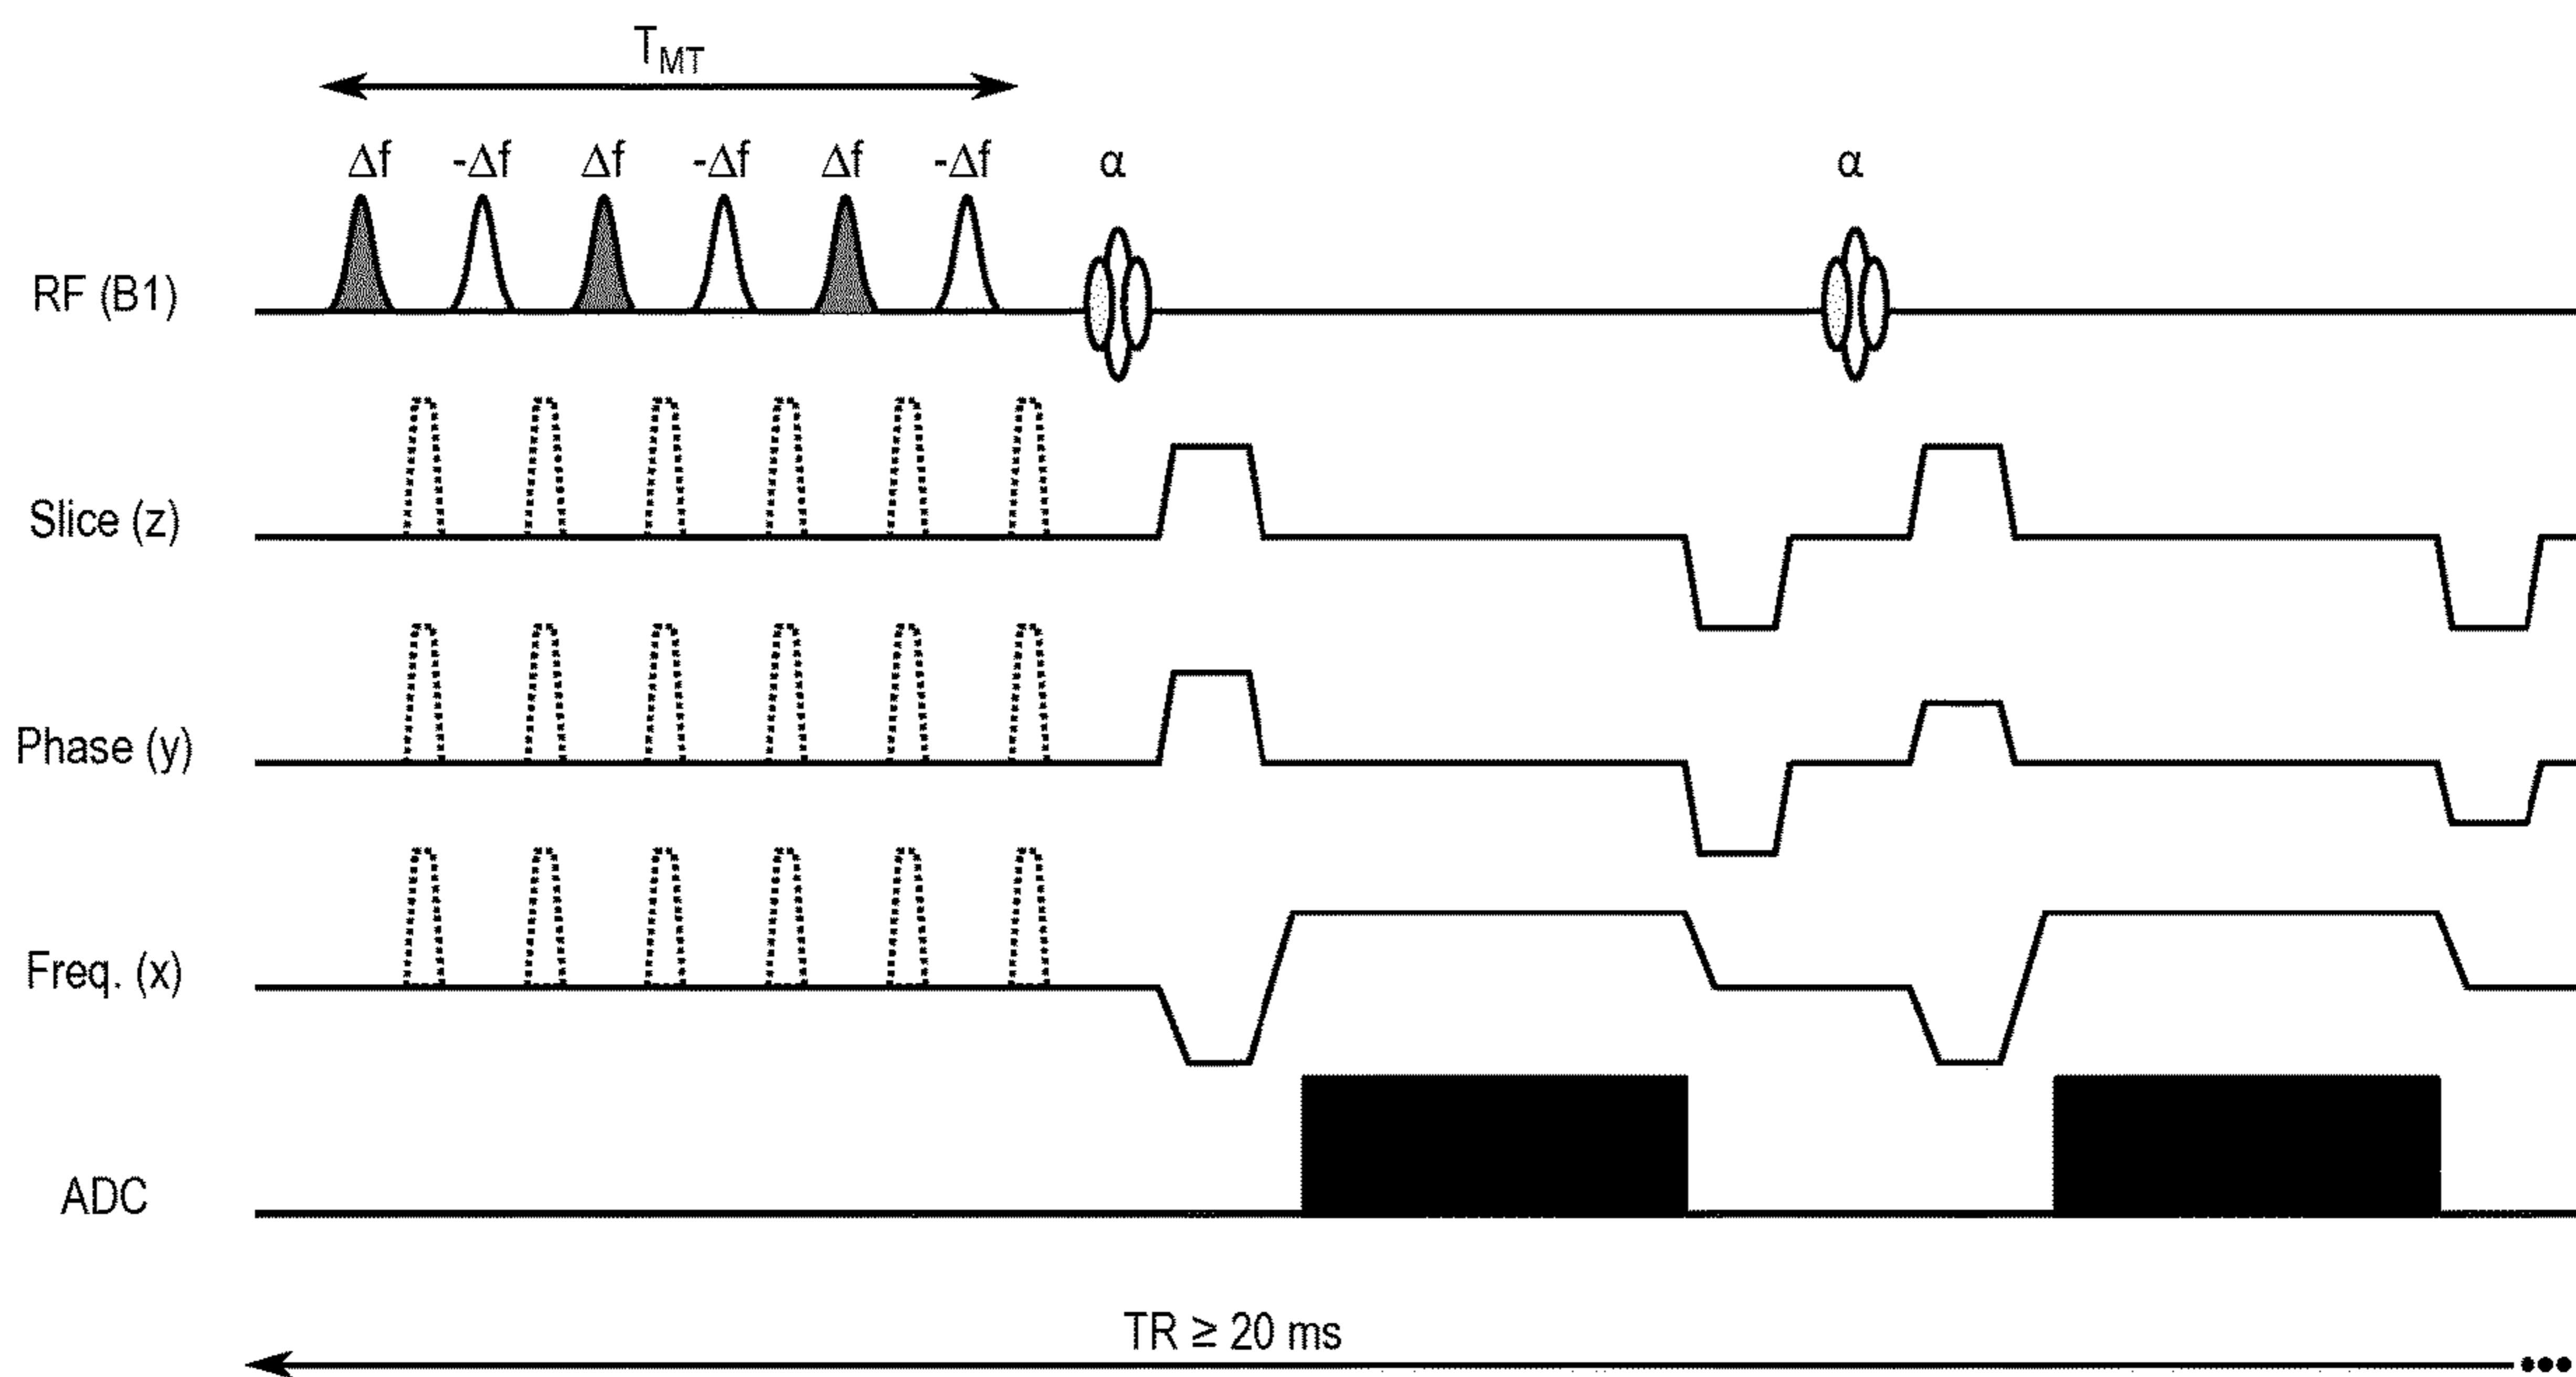 T_MT
Δf -Δf Δf -Δf Δf -Δf α α
RF (B1)
Slice (z)
Phase (y)
Freq. (x)
ADC
TR ≥ 20 ms